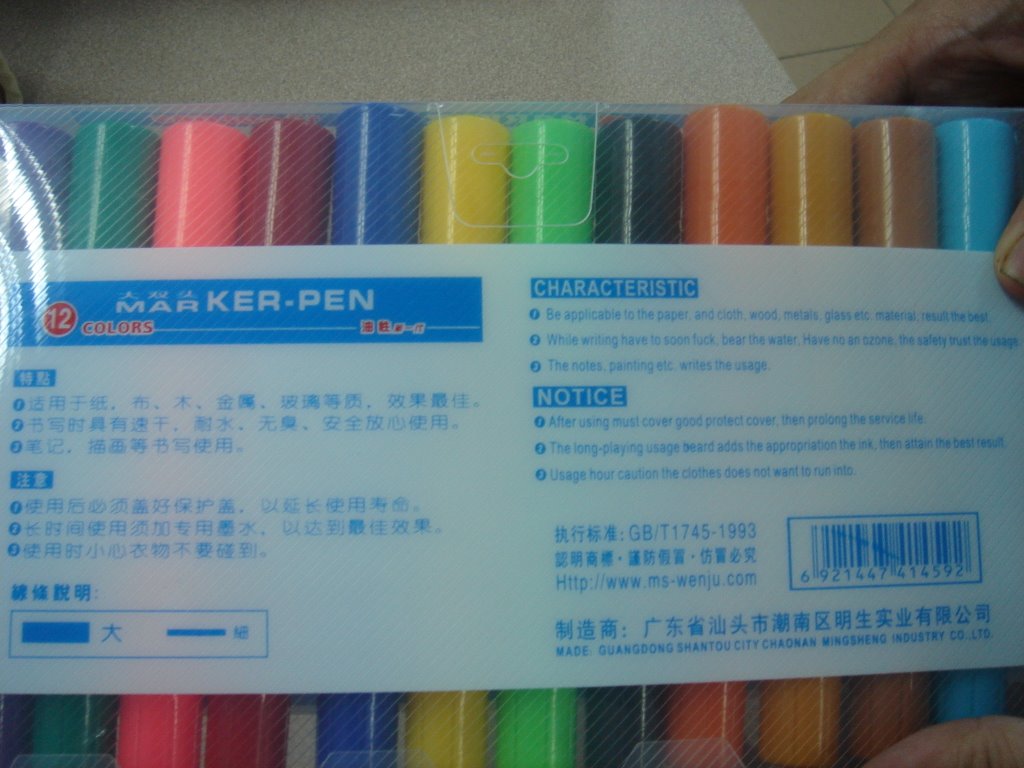 大双头
MARKER-PEN
12 COLORS
油性新一代
特點
❶适用于纸、布、木、金属、玻璃等质，效果最佳。
❷书写时具有速干，耐水，无臭、安全放心使用。
❸笔记，描画等书写使用。
注意
❶使用后必须盖好保护盖，以延长使用寿命。
❷长时间使用须加专用墨水，以达到最佳效果。
❸使用时小心衣物不要碰到。
線條說明:
大 細
CHARACTERISTIC
❶ Be applicable to the paper, and cloth, wood, metals, glass etc. material, result the best.
❷ While writing have to soon fuck, bear the water, Have no an ozone, the safety trust the usage.
❸ The notes, painting etc. writes the usage.
NOTICE
❶ After using must cover good protect cover, then prolong the service life.
❷ The long-playing usage beard adds the appropriation the ink, then attain the best result.
❸ Usage hour caution the clothes does not want to run into.
执行标准: GB/T1745-1993
認明商標·謹防假冒·仿冒必究
Http://www.ms-wenju.com
6 921447 414592
制造商: 广东省汕头市潮南区明生实业有限公司
MADE: GUANGDONG SHANTOU CITY CHAONAN MINGSHENG INDUSTRY CO.,LTD.